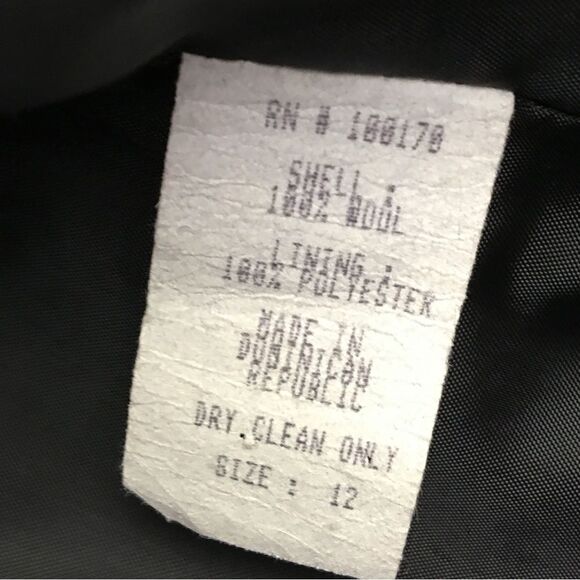 RN # 100170
SHELL :
100% WOOL
LINING :
100% POLYESTER
MADE IN
DOMINICAN
REPUBLIC
DRY CLEAN ONLY
SIZE : 12